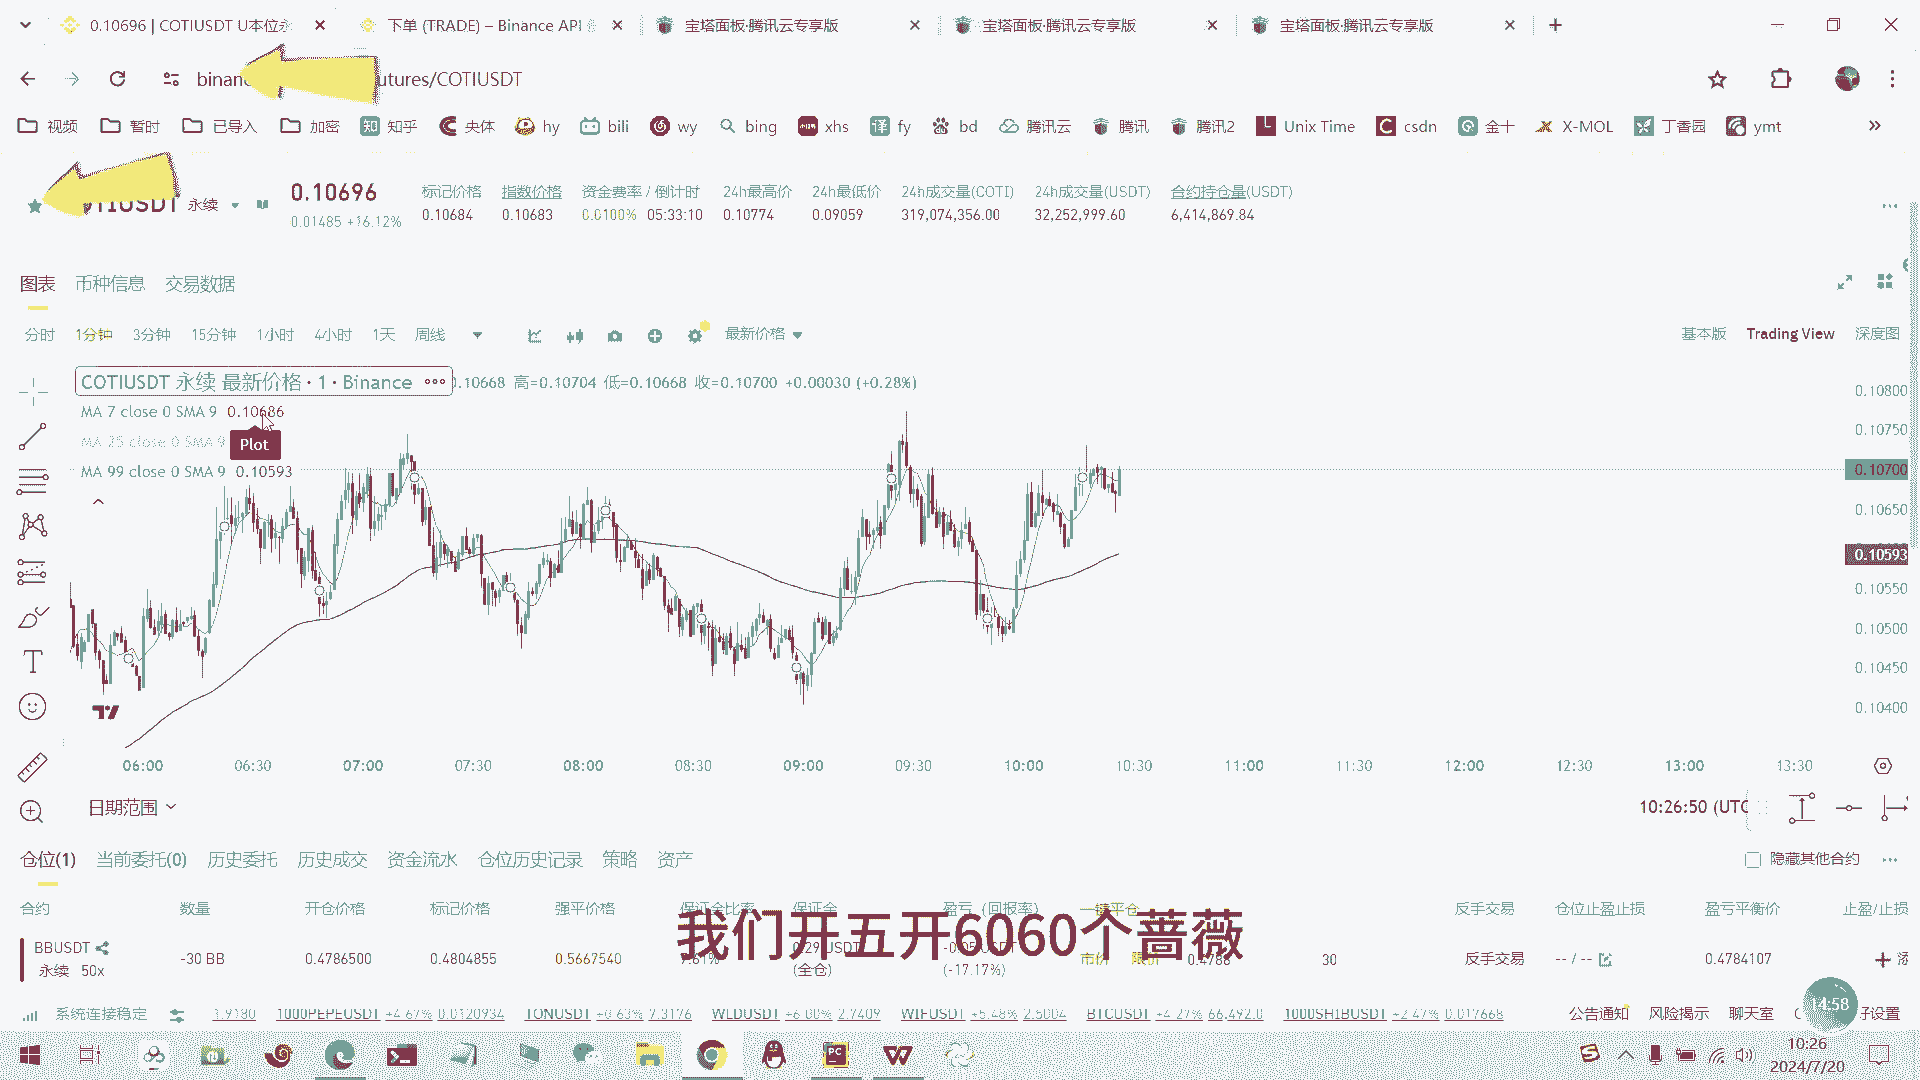 0.10696 | COTIUSDT U本位永
下单 (TRADE) – Binance API
宝塔面板·腾讯云专享版
宝塔面板·腾讯云专享版
宝塔面板·腾讯云专享版
binan
utures/COTIUSDT
视频 暂时 已导入 加密 知乎 央体 hy bili wy bing xhs fy bd 腾讯云 腾讯 腾讯2 Unix Time csdn 金十 X-MOL 丁香园 ymt
TIUSDT 永续
0.10696
0.01485 +16.12%
标记价格 指数价格 资金费率 / 倒计时 24h最高价 24h最低价 24h成交量(COTI) 24h成交量(USDT) 合约持仓量(USDT)
0.10684 0.10683 0.0100% 05:33:10 0.10774 0.09059 319,074,356.00 32,252,999.60 6,414,869.84
图表 币种信息 交易数据
分时 1分钟 3分钟 15分钟 1小时 4小时 1天 周线 最新价格 基本版 Trading View 深度图
COTIUSDT 永续 最新价格 · 1 · Binance 0.10668 高=0.10704 低=0.10668 收=0.10700 +0.00030 (+0.28%)
MA 7 close 0 SMA 9 0.10686
MA 25 close 0 SMA 9
Plot
MA 99 close 0 SMA 9 0.10593
0.10800
0.10750
0.10700
0.10650
0.10593
0.10550
0.10500
0.10450
0.10400
06:00 06:30 07:00 07:30 08:00 08:30 09:00 09:30 10:00 10:30 11:00 11:30 12:00 12:30 13:00 13:30
日期范围 10:26:50 (UTC
仓位(1) 当前委托(0) 历史委托 历史成交 资金流水 仓位历史记录 策略 资产 隐藏其他合约
合约 数量 开仓价格 标记价格 强平价格 保证金比率 保证金 盈亏（回报率） 一键平仓 反手交易 仓位止盈止损 盈亏平衡价 止盈/止损
BBUSDT 永续 50x -30 BB 0.4786500 0.4804855 0.5667540 7.61% 0.29 USDT (全仓) (-17.17%) 市价 限价 0.4788 30 反手交易 -- / -- 0.4784107
我们开五开6060个蔷薇
系统连接稳定 1.9180 1000PEPEUSDT +4.67% 0.0120934 TONUSDT +0.63% 7.3176 WLDUSDT +6.00% 2.7409 WIFUSDT +5.48% 2.5004 BTCUSDT +4.27% 66,492.0 1000SHIBUSDT +2.47% 0.017668 公告通知 风险揭示 聊天室 子设置
14:58
10:26
2024/7/20